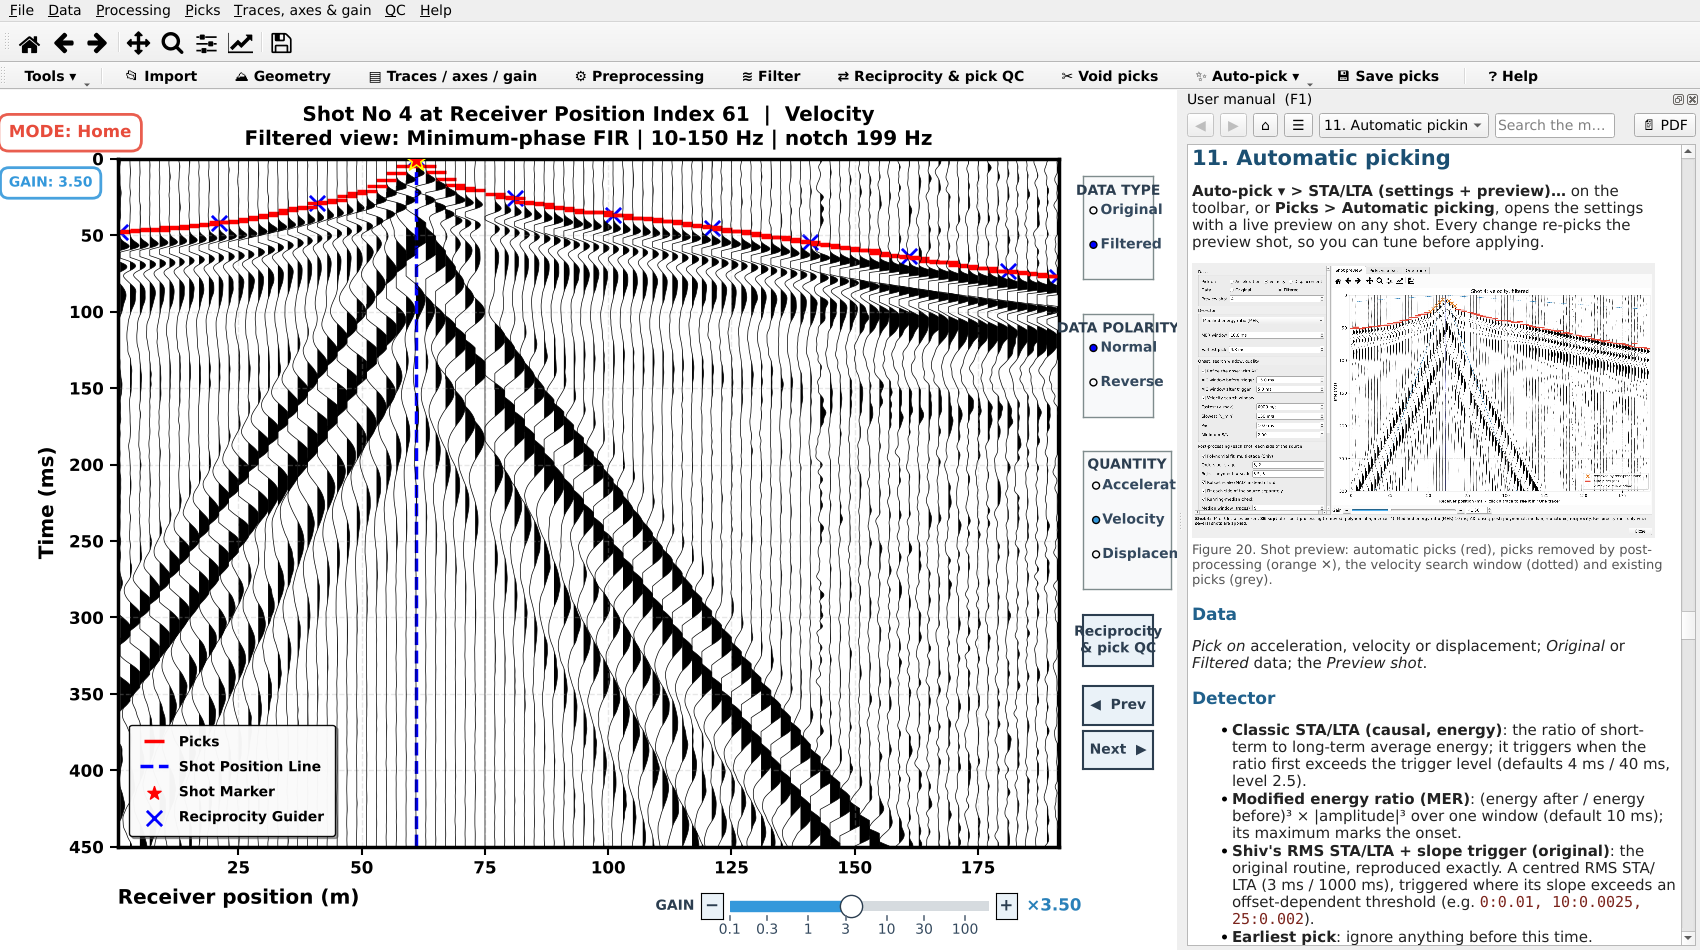 File Data Processing Picks Traces, axes & gain QC Help
Tools ▾ Import Geometry Traces / axes / gain Preprocessing Filter Reciprocity & pick QC Void picks Auto-pick ▾ Save picks ? Help
MODE: Home
GAIN: 3.50
Shot No 4 at Receiver Position Index 61 | Velocity
Filtered view: Minimum-phase FIR | 10-150 Hz | notch 199 Hz
0
50
100
150
200
250
300
350
400
450
Time (ms)
Picks
Shot Position Line
Shot Marker
Reciprocity Guider
25 50 75 100 125 150 175
Receiver position (m)
GAIN − + ×3.50
0.1 0.3 1 3 10 30 100
DATA TYPE
Original
Filtered
DATA POLARITY
Normal
Reverse
QUANTITY
Accelerat
Velocity
Displacen
Reciprocity
& pick QC
◀ Prev
Next ▶
User manual (F1)
11. Automatic pickin Search the m... PDF
11. Automatic picking
Auto-pick ▾ > STA/LTA (settings + preview)... on the
toolbar, or Picks > Automatic picking, opens the settings
with a live preview on any shot. Every change re-picks the
preview shot, so you can tune before applying.
Figure 20. Shot preview: automatic picks (red), picks removed by post-
processing (orange ✕), the velocity search window (dotted) and existing
picks (grey).
Data
Pick on acceleration, velocity or displacement; Original or
Filtered data; the Preview shot.
Detector
• Classic STA/LTA (causal, energy): the ratio of short-
term to long-term average energy; it triggers when the
ratio first exceeds the trigger level (defaults 4 ms / 40 ms,
level 2.5).
• Modified energy ratio (MER): (energy after / energy
before)³ × |amplitude|³ over one window (default 10 ms);
its maximum marks the onset.
• Shiv's RMS STA/LTA + slope trigger (original): the
original routine, reproduced exactly. A centred RMS STA/
LTA (3 ms / 1000 ms), triggered where its slope exceeds an
offset-dependent threshold (e.g. 0:0.01, 10:0.0025,
25:0.002).
• Earliest pick: ignore anything before this time.